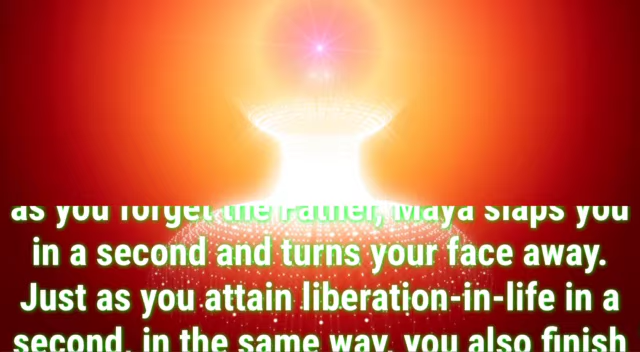 as you forget the Father, Maya slaps you
in a second and turns your face away.
Just as you attain liberation-in-life in a
second, in the same way, you also finish